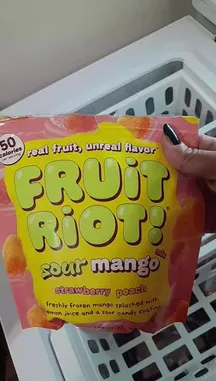 50
calories
real fruit, unreal flavor
FRUiT
RiOT!
sour mango
strawberry peach
freshly frozen mango splashed with
lemon juice and a sour candy coating